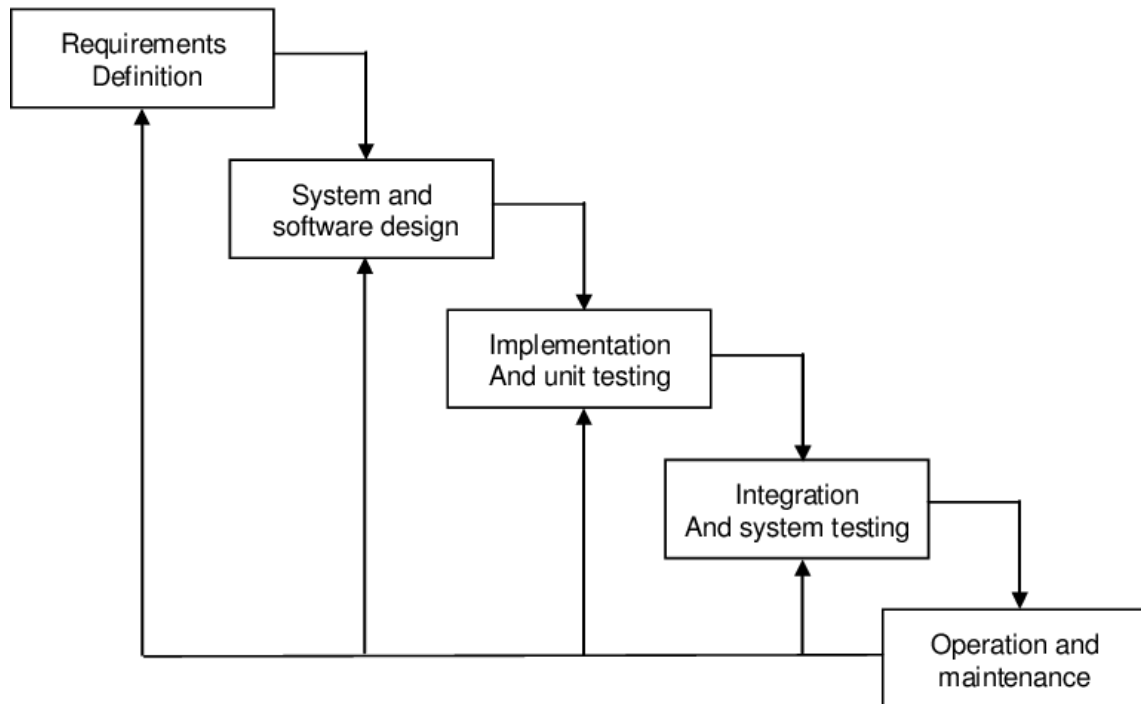 Requirements
Definition
System and
software design
Implementation
And unit testing
Integration
And system testing
Operation and
maintenance